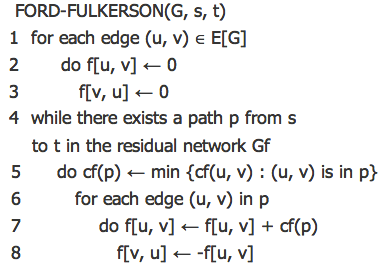 FORD-FULKERSON(G, s, t)
1 for each edge (u, v) ∈ E[G]
2 do f[u, v] ← 0
3 f[v, u] ← 0
4 while there exists a path p from s
to t in the residual network Gf
5 do cf(p) ← min {cf(u, v) : (u, v) is in p}
6 for each edge (u, v) in p
7 do f[u, v] ← f[u, v] + cf(p)
8 f[v, u] ← -f[u, v]